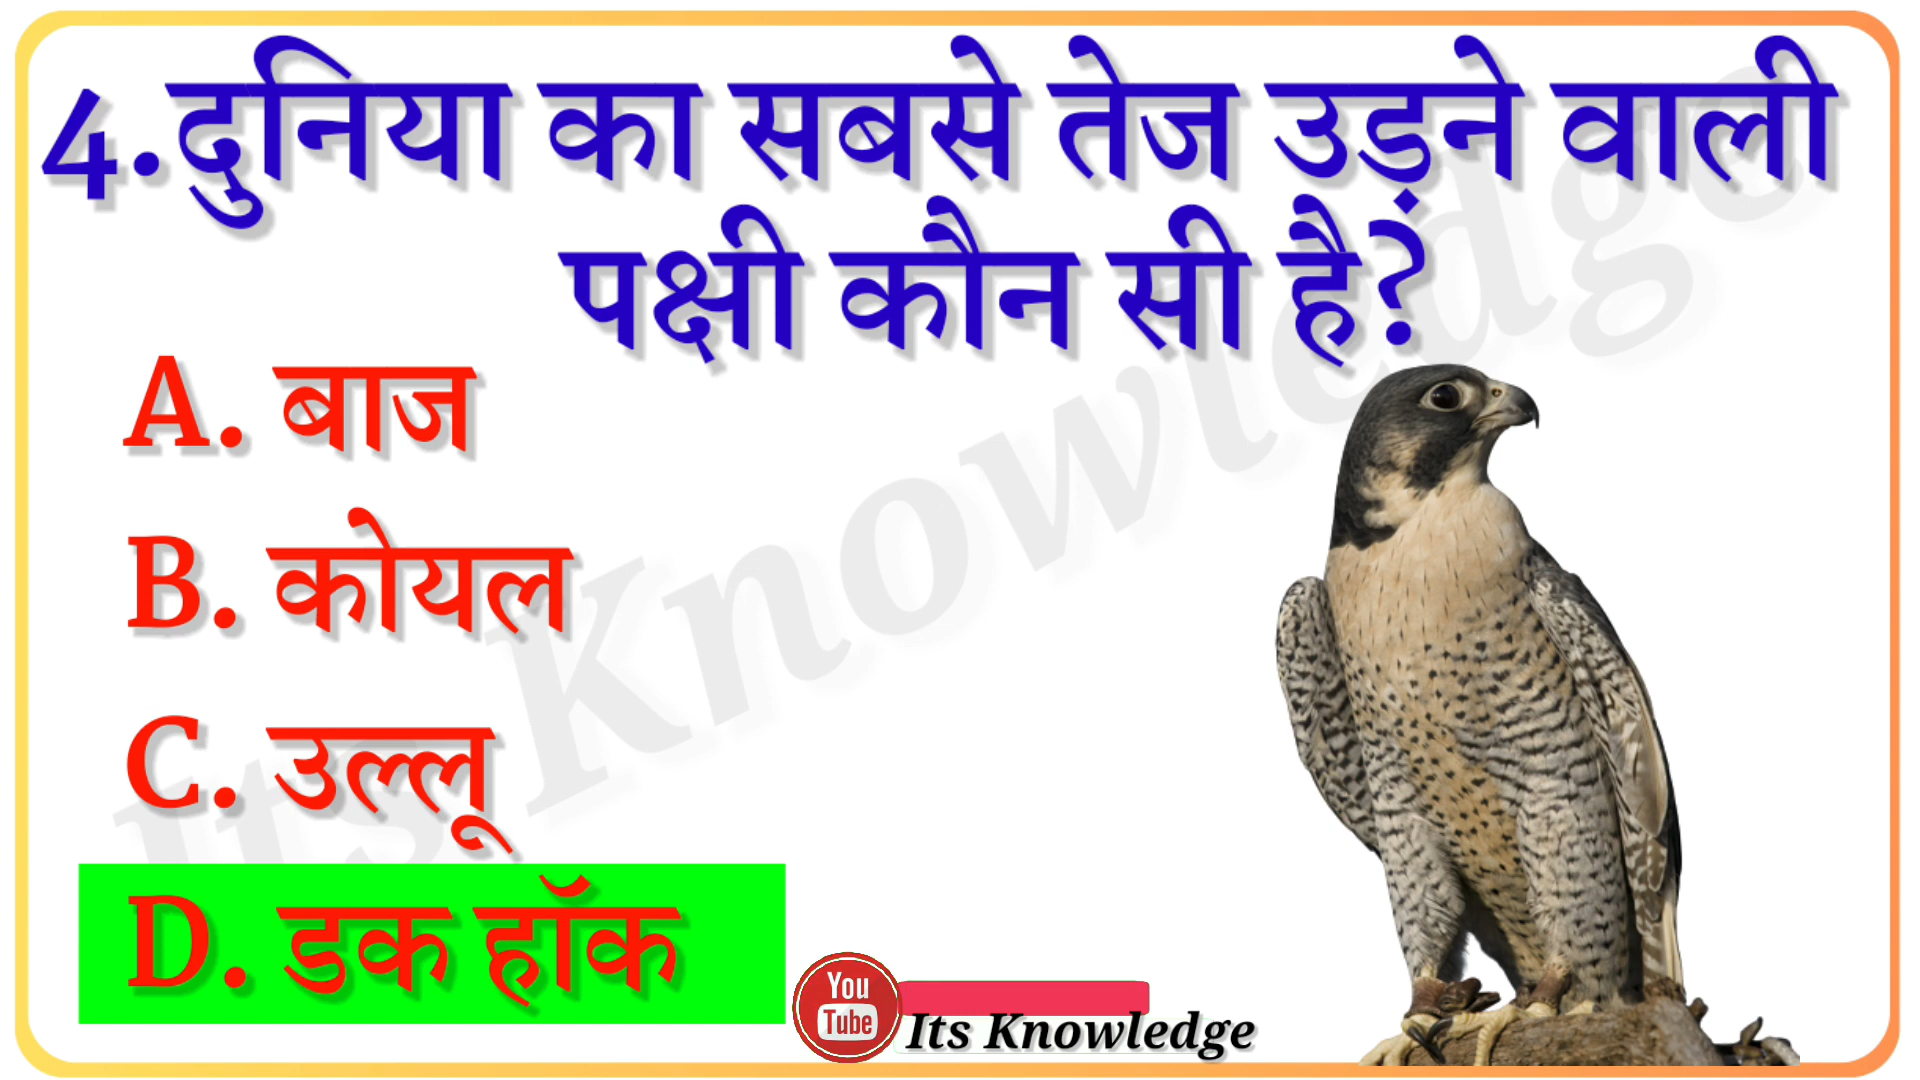 4.दुनिया का सबसे तेज उड़ने वाली
पक्षी कौन सी है?
A. बाज
B. कोयल
C. उल्लू
D. डक हॉक
You
Tube
Its Knowledge
Its Knowledge